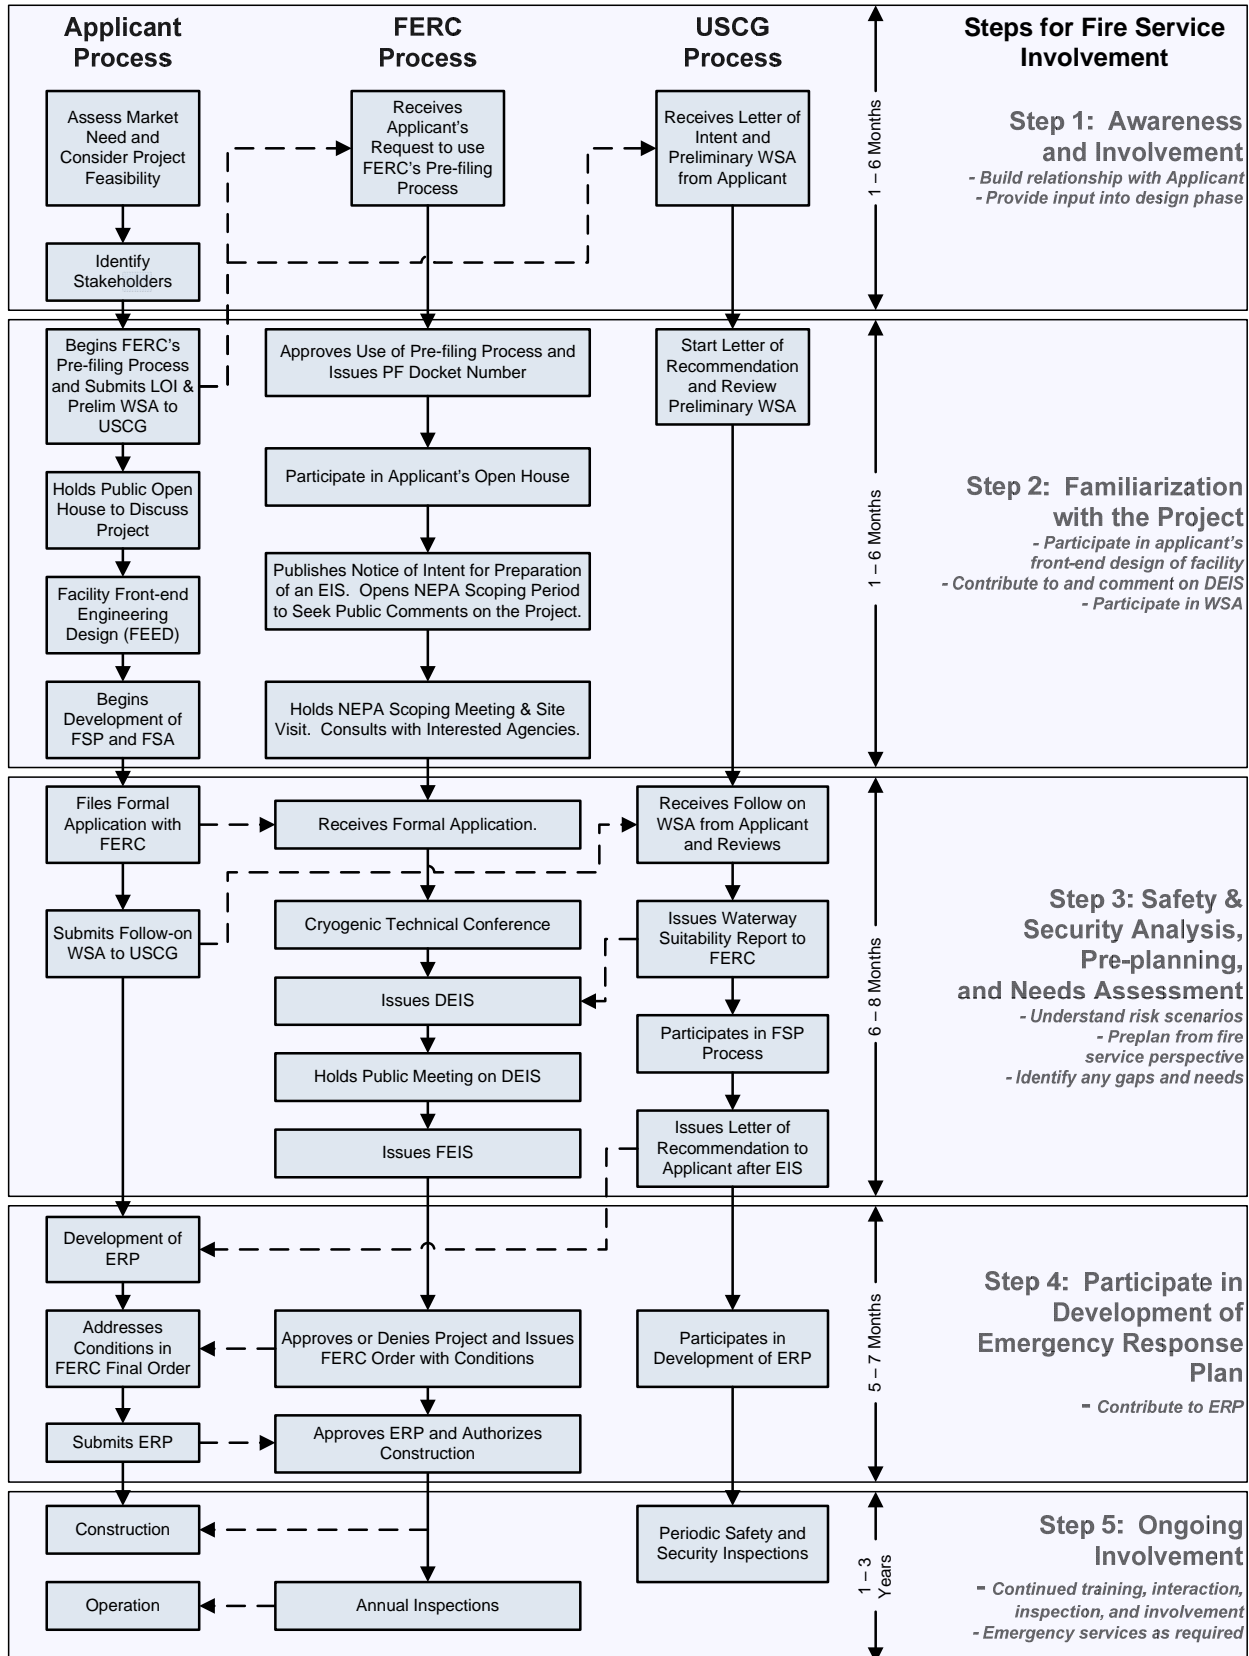 Applicant
Process
FERC
Process
USCG
Process
Steps for Fire Service
Involvement
Assess Market
Need and
Consider Project
Feasibility
Receives
Applicant's
Request to use
FERC's Pre-filing
Process
Receives Letter of
Intent and
Preliminary WSA
from Applicant
1 – 6 Months
Step 1: Awareness
and Involvement
- Build relationship with Applicant
- Provide input into design phase
Identify
Stakeholders
Begins FERC's
Pre-filing Process
and Submits LOI &
Prelim WSA to
USCG
Approves Use of Pre-filing Process and
Issues PF Docket Number
Start Letter of
Recommendation
and Review
Preliminary WSA
Participate in Applicant's Open House
Holds Public Open
House to Discuss
Project
1 – 6 Months
Step 2: Familiarization
with the Project
- Participate in applicant's
front-end design of facility
- Contribute to and comment on DEIS
- Participate in WSA
Publishes Notice of Intent for Preparation
of an EIS. Opens NEPA Scoping Period
to Seek Public Comments on the Project.
Facility Front-end
Engineering
Design (FEED)
Begins
Development of
FSP and FSA
Holds NEPA Scoping Meeting & Site
Visit. Consults with Interested Agencies.
Files Formal
Application with
FERC
Receives Formal Application.
Receives Follow on
WSA from Applicant
and Reviews
Submits Follow-on
WSA to USCG
Cryogenic Technical Conference
Issues Waterway
Suitability Report to
FERC
6 – 8 Months
Step 3: Safety &
Security Analysis,
Pre-planning,
and Needs Assessment
- Understand risk scenarios
- Preplan from fire
service perspective
- Identify any gaps and needs
Issues DEIS
Participates in FSP
Process
Holds Public Meeting on DEIS
Issues FEIS
Issues Letter of
Recommendation to
Applicant after EIS
Development of
ERP
Addresses
Conditions in
FERC Final Order
Approves or Denies Project and Issues
FERC Order with Conditions
Participates in
Development of ERP
5 – 7 Months
Step 4: Participate in
Development of
Emergency Response
Plan
- Contribute to ERP
Submits ERP
Approves ERP and Authorizes
Construction
Construction
Periodic Safety and
Security Inspections
1 – 3
Years
Step 5: Ongoing
Involvement
- Continued training, interaction,
inspection, and involvement
- Emergency services as required
Operation
Annual Inspections